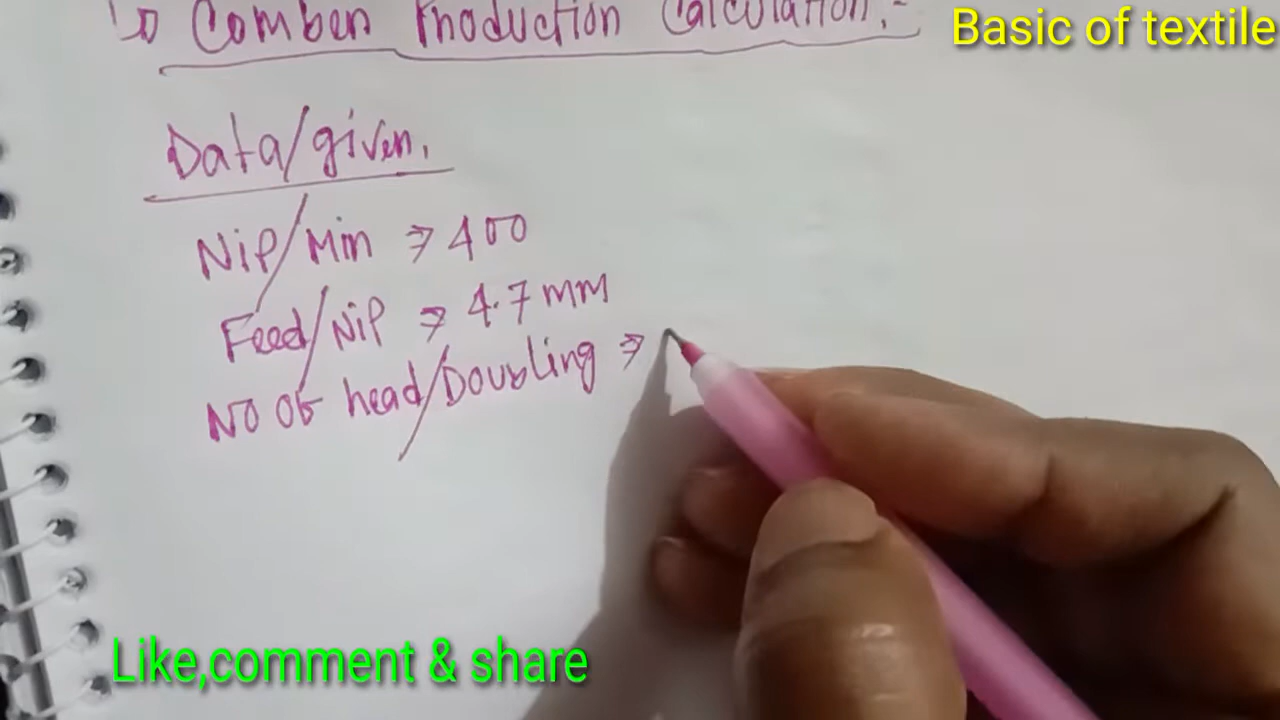 Comber Production Calculation:-
Basic of textile
Data/given.
Nip/Min ⇒ 400
Feed/Nip ⇒ 4.7 mm
No of head/Doubling ⇒
Like,comment & share